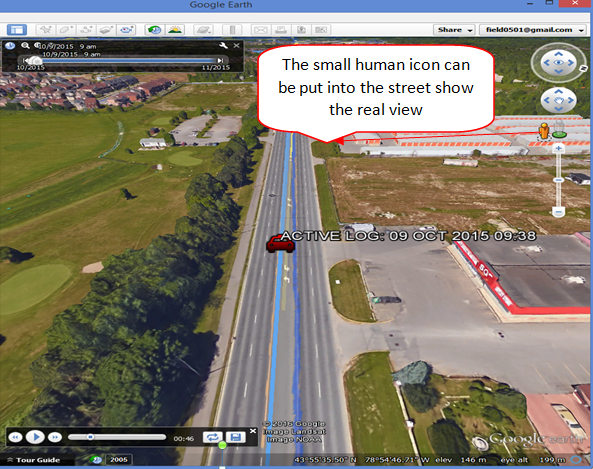 Google Earth
Share
field0501@gmail.com
10/9/2015 9 am
10/9/2015... 9 am
10/2015
11/2015
The small human icon can
be put into the street show
the real view
ACTIVE LOG: 09 OCT 2015 09:38
© 2016 Google
Image Landsat
Image NOAA
00:46
Google earth
Tour Guide
2005
43°55'35.50" N 78°54'46.71" W elev 146 m eye alt 199 m